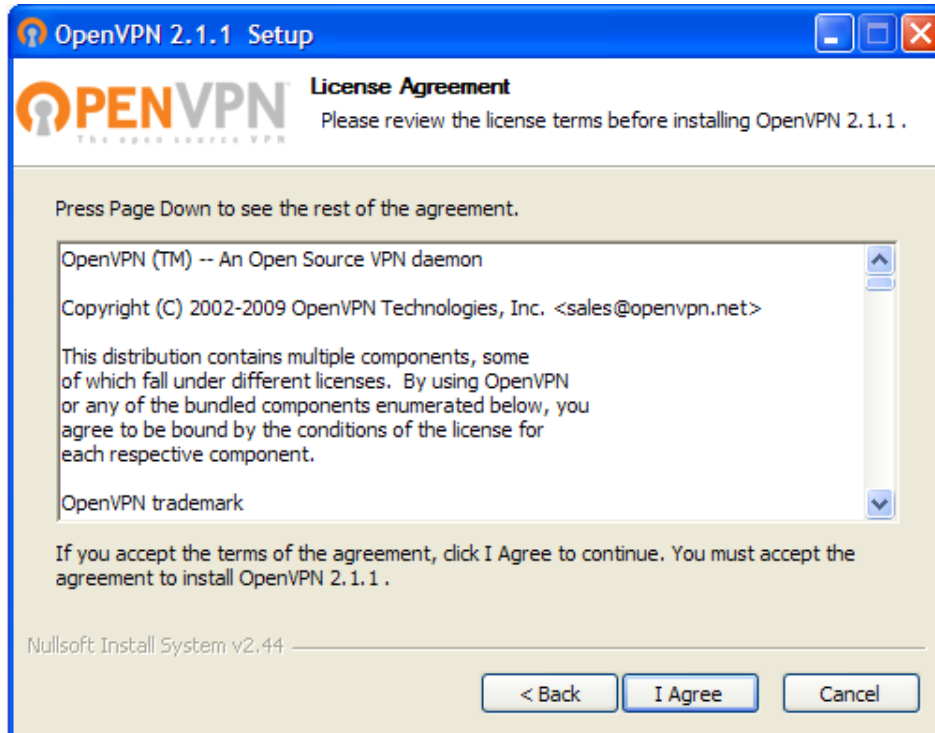 OpenVPN 2.1.1 Setup
OPENVPN™
The open source VPN
License Agreement
Please review the license terms before installing OpenVPN 2.1.1 .
Press Page Down to see the rest of the agreement.
OpenVPN (TM) -- An Open Source VPN daemon
Copyright (C) 2002-2009 OpenVPN Technologies, Inc. <sales@openvpn.net>
This distribution contains multiple components, some
of which fall under different licenses.  By using OpenVPN
or any of the bundled components enumerated below, you
agree to be bound by the conditions of the license for
each respective component.
OpenVPN trademark
If you accept the terms of the agreement, click I Agree to continue. You must accept the
agreement to install OpenVPN 2.1.1 .
Nullsoft Install System v2.44
< Back
I Agree
Cancel